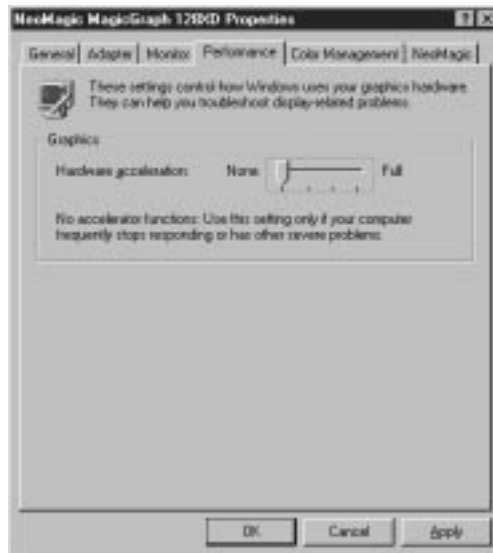 NeoMagic MagicGraph 128XD Properties
General Adapter Monitor Performance Color Management NeoMagic
These settings control how Windows uses your graphics hardware.
They can help you troubleshoot display-related problems.
Graphics
Hardware acceleration: None Full
No accelerator functions: Use this setting only if your computer
frequently stops responding or has other severe problems.
OK Cancel Apply